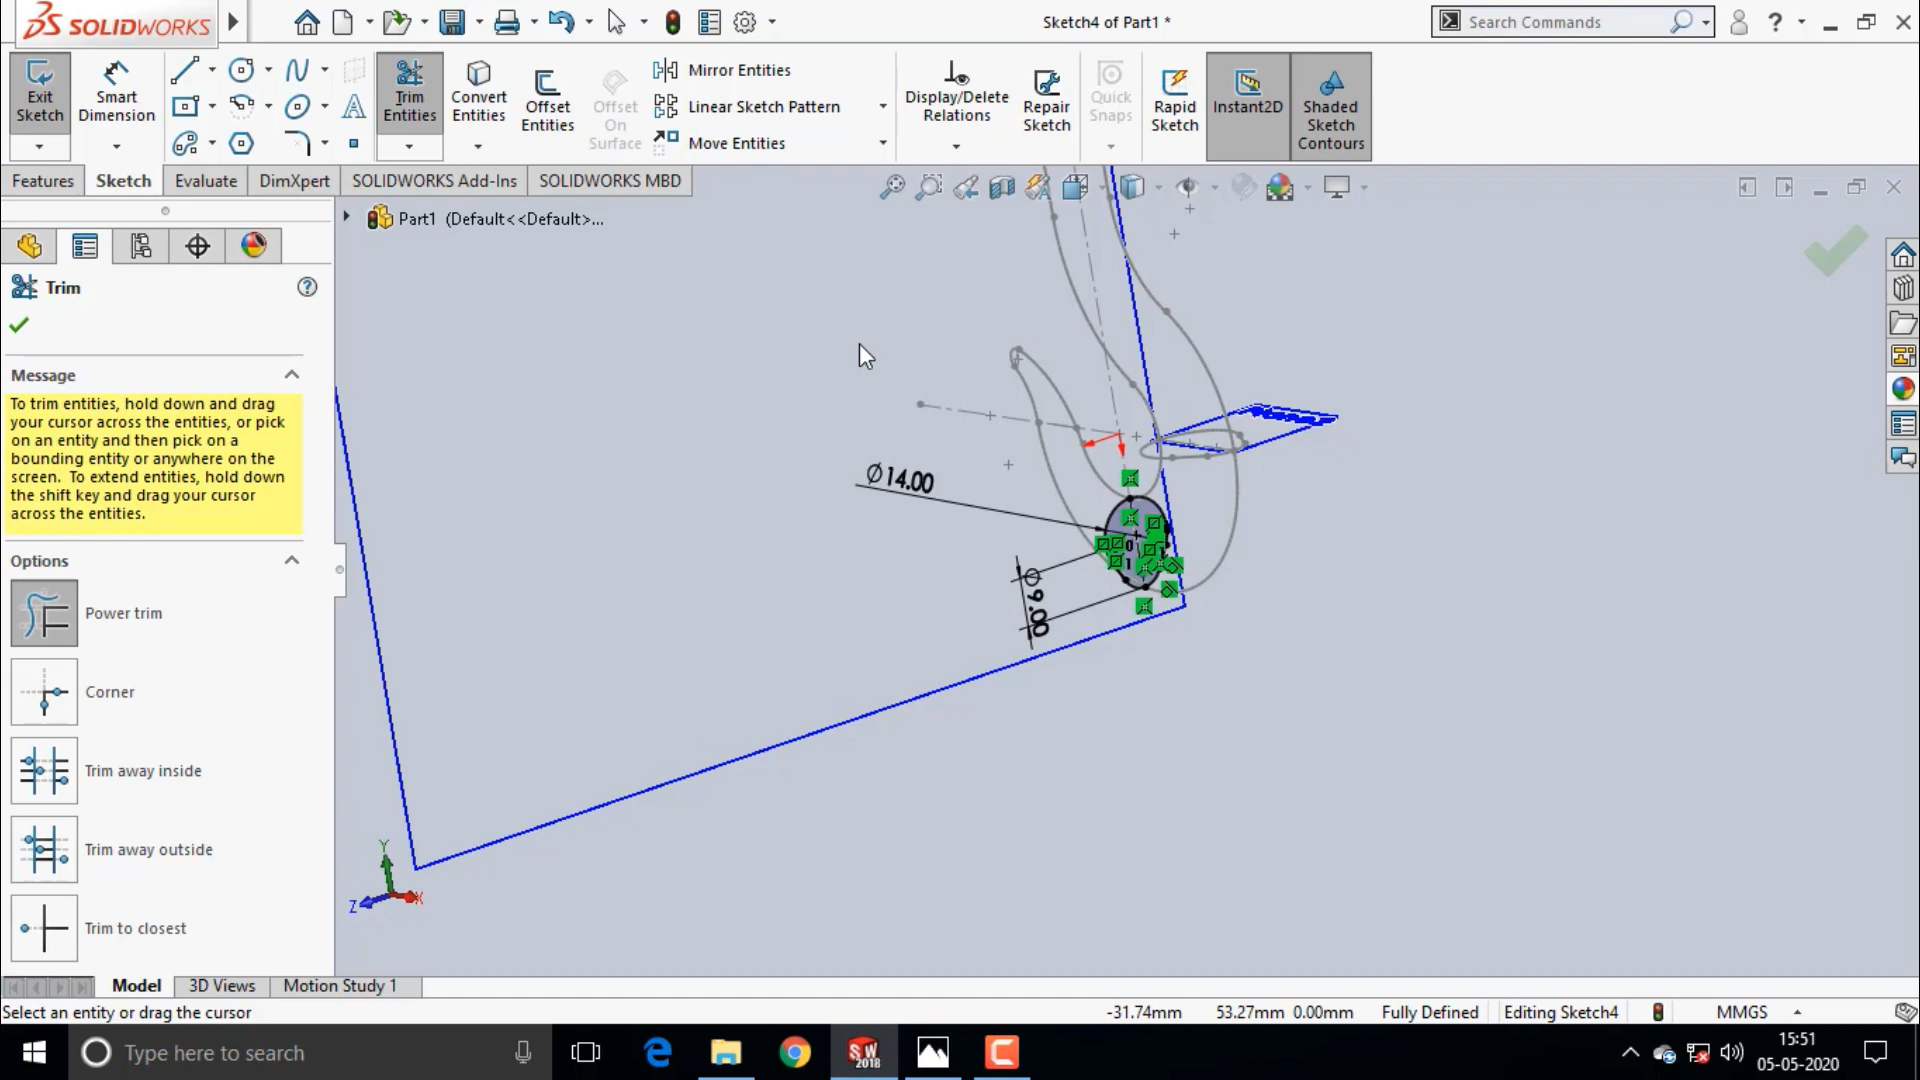 SOLIDWORKS
Sketch4 of Part1 *
Search Commands
?
Exit Sketch
Smart Dimension
Trim Entities
Convert Entities
Offset Entities
Offset On Surface
Mirror Entities
Linear Sketch Pattern
Move Entities
Display/Delete Relations
Repair Sketch
Quick Snaps
Rapid Sketch
Instant2D
Shaded Sketch Contours
Features
Sketch
Evaluate
DimXpert
SOLIDWORKS Add-Ins
SOLIDWORKS MBD
Part1 (Default<<Default>...
Trim
?
Message
To trim entities, hold down and drag
your cursor across the entities, or pick
on an entity and then pick on a
bounding entity or anywhere on the
screen. To extend entities, hold down
the shift key and drag your cursor
across the entities.
Options
Power trim
Corner
Trim away inside
Trim away outside
Trim to closest
Ø14.00
Ø9.00
0
1
Y
Z
X
Model
3D Views
Motion Study 1
Select an entity or drag the cursor
-31.74mm
53.27mm 0.00mm
Fully Defined
Editing Sketch4
MMGS
Type here to search
SW
2018
15:51
05-05-2020